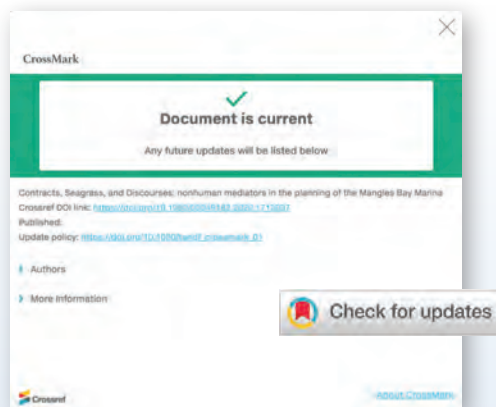 CrossMark
Document is current
Any future updates will be listed below
Contracts, Seagrass, and Discourses: nonhuman mediators in the planning of the Mangles Bay Marina
Crossref DOI link:
Published:
Update policy:
Authors
More Information
Check for updates
Crossref
About CrossMark